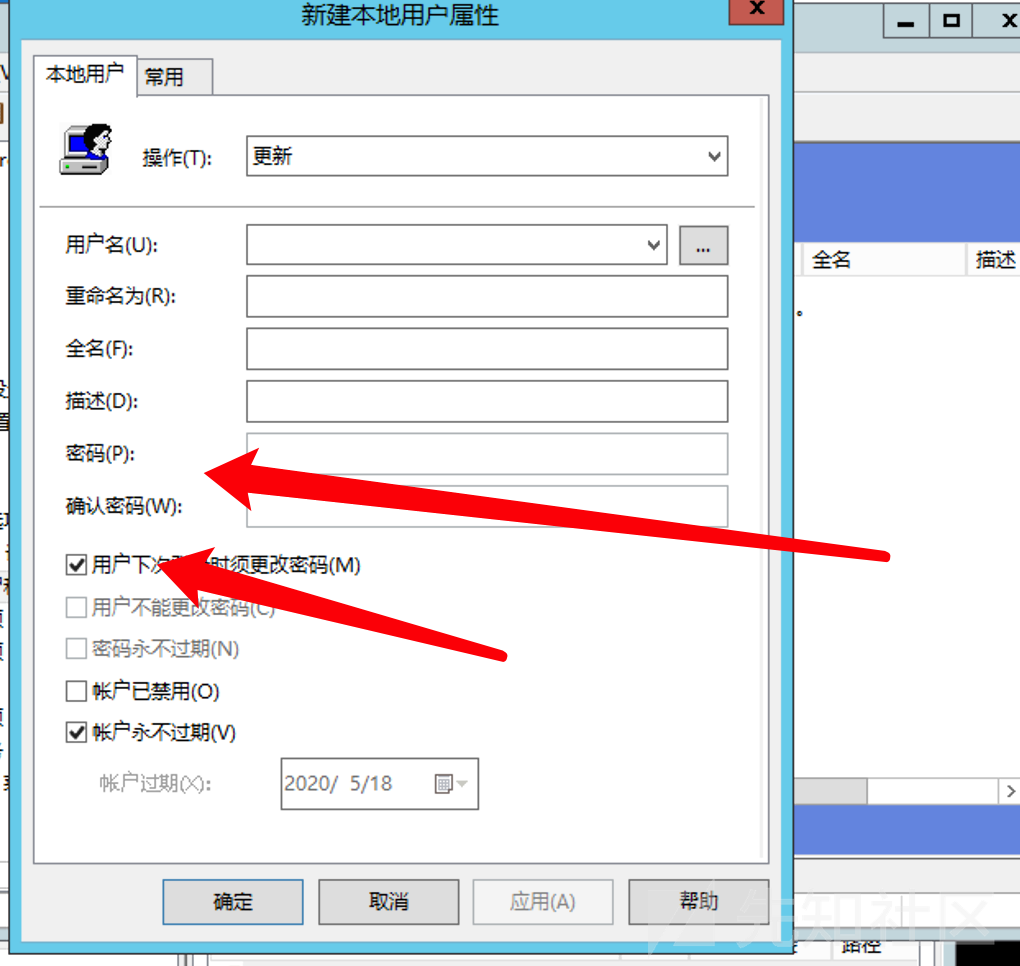 新建本地用户属性
本地用户 常用
操作(T): 更新
用户名(U): ...
重命名为(R):
全名(F):
描述(D):
密码(P):
确认密码(W):
用户下次 时须更改密码(M)
用户不能更改密码(C)
密码永不过期(N)
帐户已禁用(O)
帐户永不过期(V)
帐户过期(X): 2020/ 5/18
确定 取消 应用(A) 帮助
全名 描述
。
先知社区
路径